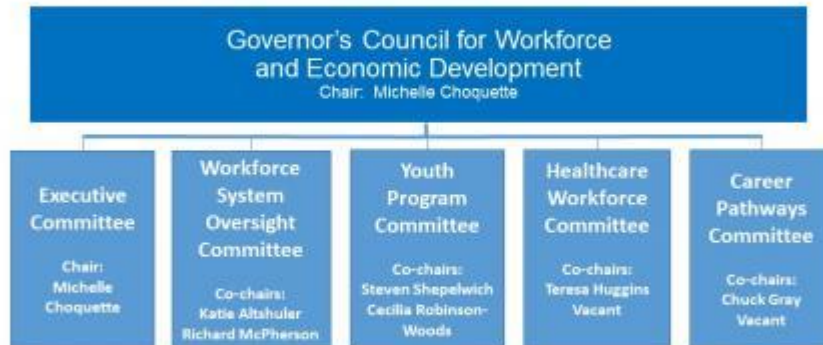 Governor's Council for Workforce
and Economic Development
Chair: Michelle Choquette
Executive
Committee
Chair:
Michelle
Choquette
Workforce
System
Oversight
Committee
Co-chairs:
Katie Altshuler
Richard McPherson
Youth
Program
Committee
Co-chairs:
Steven Shepelwich
Cecilia Robinson-
Woods
Healthcare
Workforce
Committee
Co-chairs:
Teresa Huggins
Vacant
Career
Pathways
Committee
Co-chairs:
Chuck Gray
Vacant